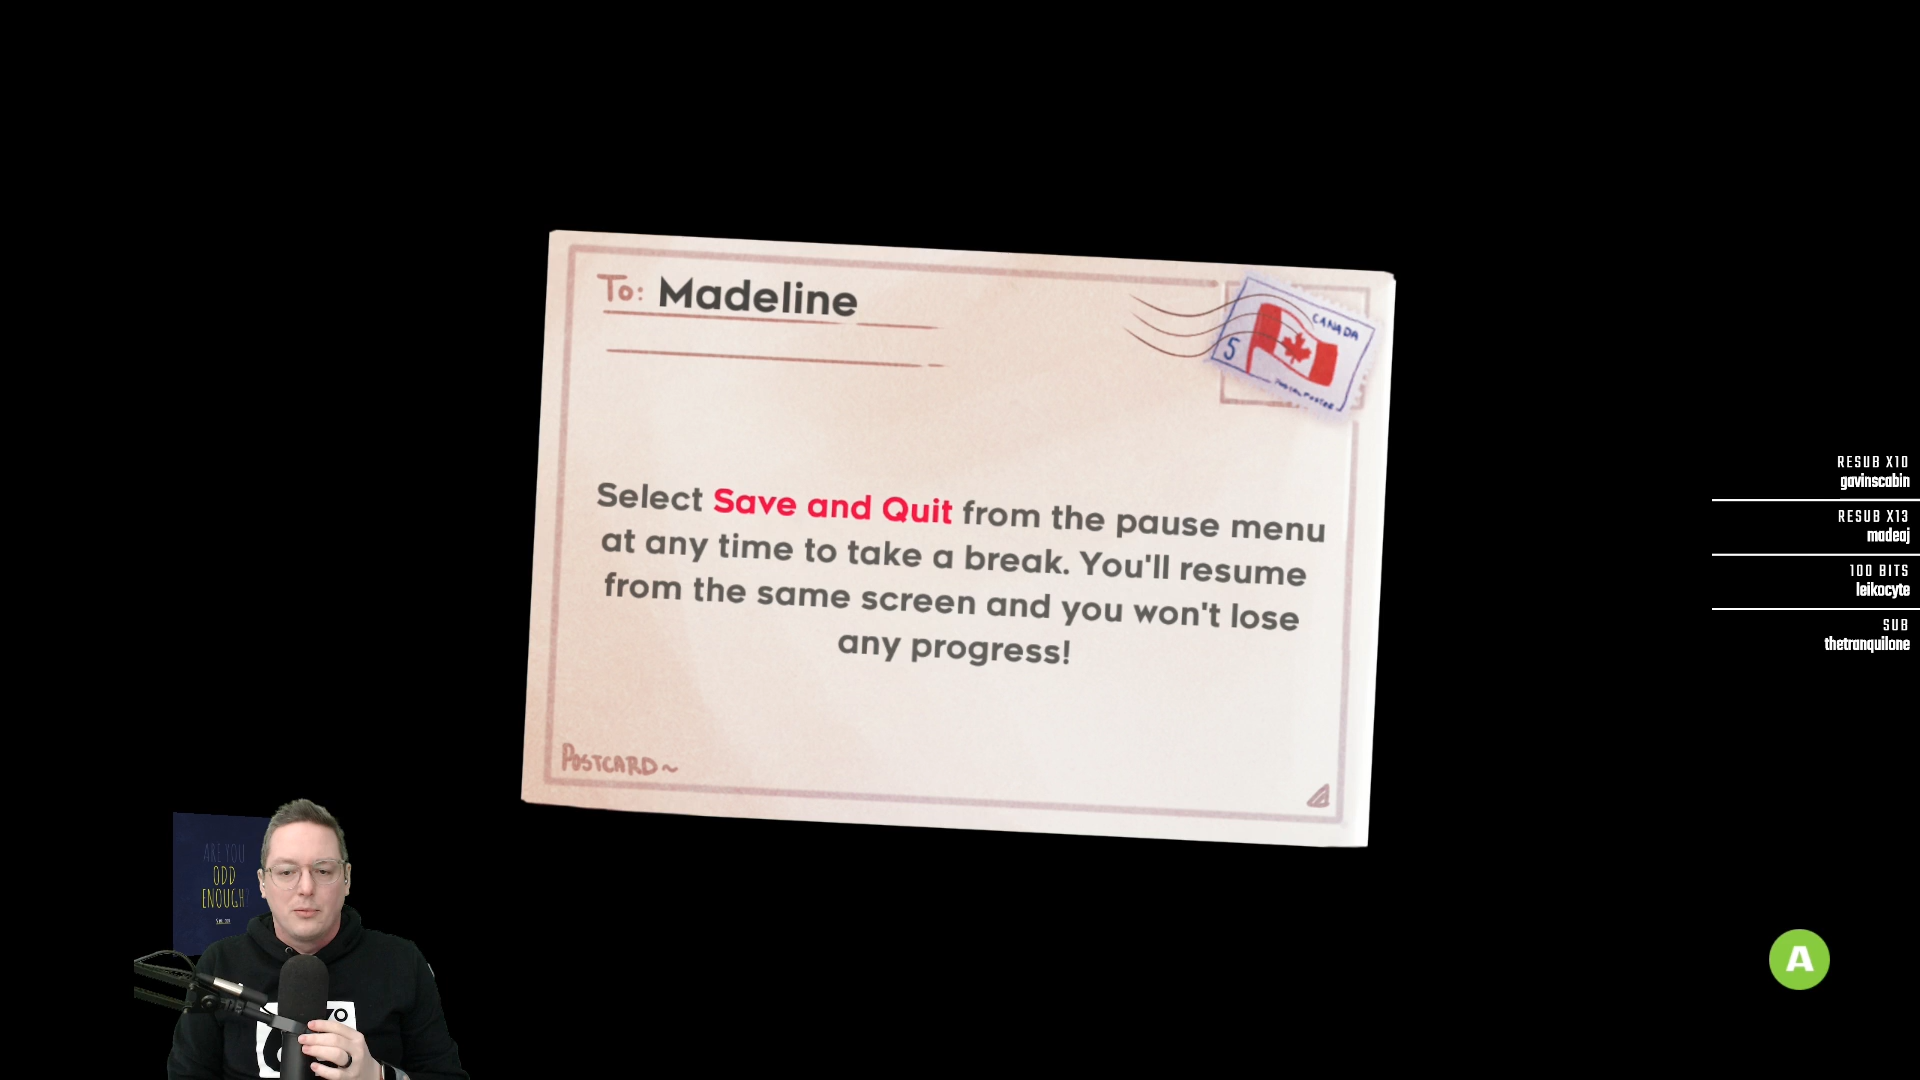 To: Madeline
CANADA
5
Select Save and Quit from the pause menu
at any time to take a break. You'll resume
from the same screen and you won't lose
any progress!
POSTCARD~
RESUB X10
gavinscabin
RESUB X13
madeaj
100 BITS
leikocyte
SUB
thetranquilone
ARE YOU
ODD
ENOUGH?
A